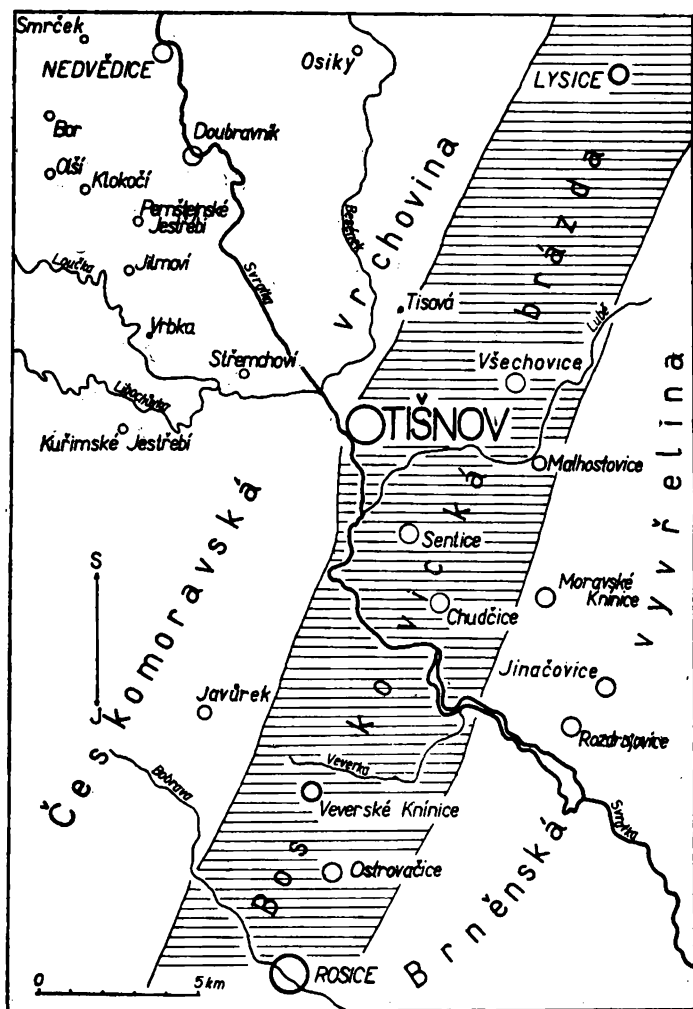 Smrček
NEDVĚDICE
Osiky
LYSICE
Bor
Doubravník
Olší
Klokočí
Pernštejnské
Jestřebí
Loučka
Jilmoví
Svratka
Besének
Tisová
Lubě
Vrbka
Střemchoví
Všechovice
Libochůvka
TIŠNOV
Kuřimské Jestřebí
Malhostovice
Sentice
S
J
Chudčice
Moravské
Knínice
Jinačovice
Javůrek
Rozdrojovice
Bobrava
Veverka
Veverské Knínice
Svratka
Ostrovačice
ROSICE
0 5 km
Českomoravská vrchovina
Boskovická brázda
Brněnská vyvřelina